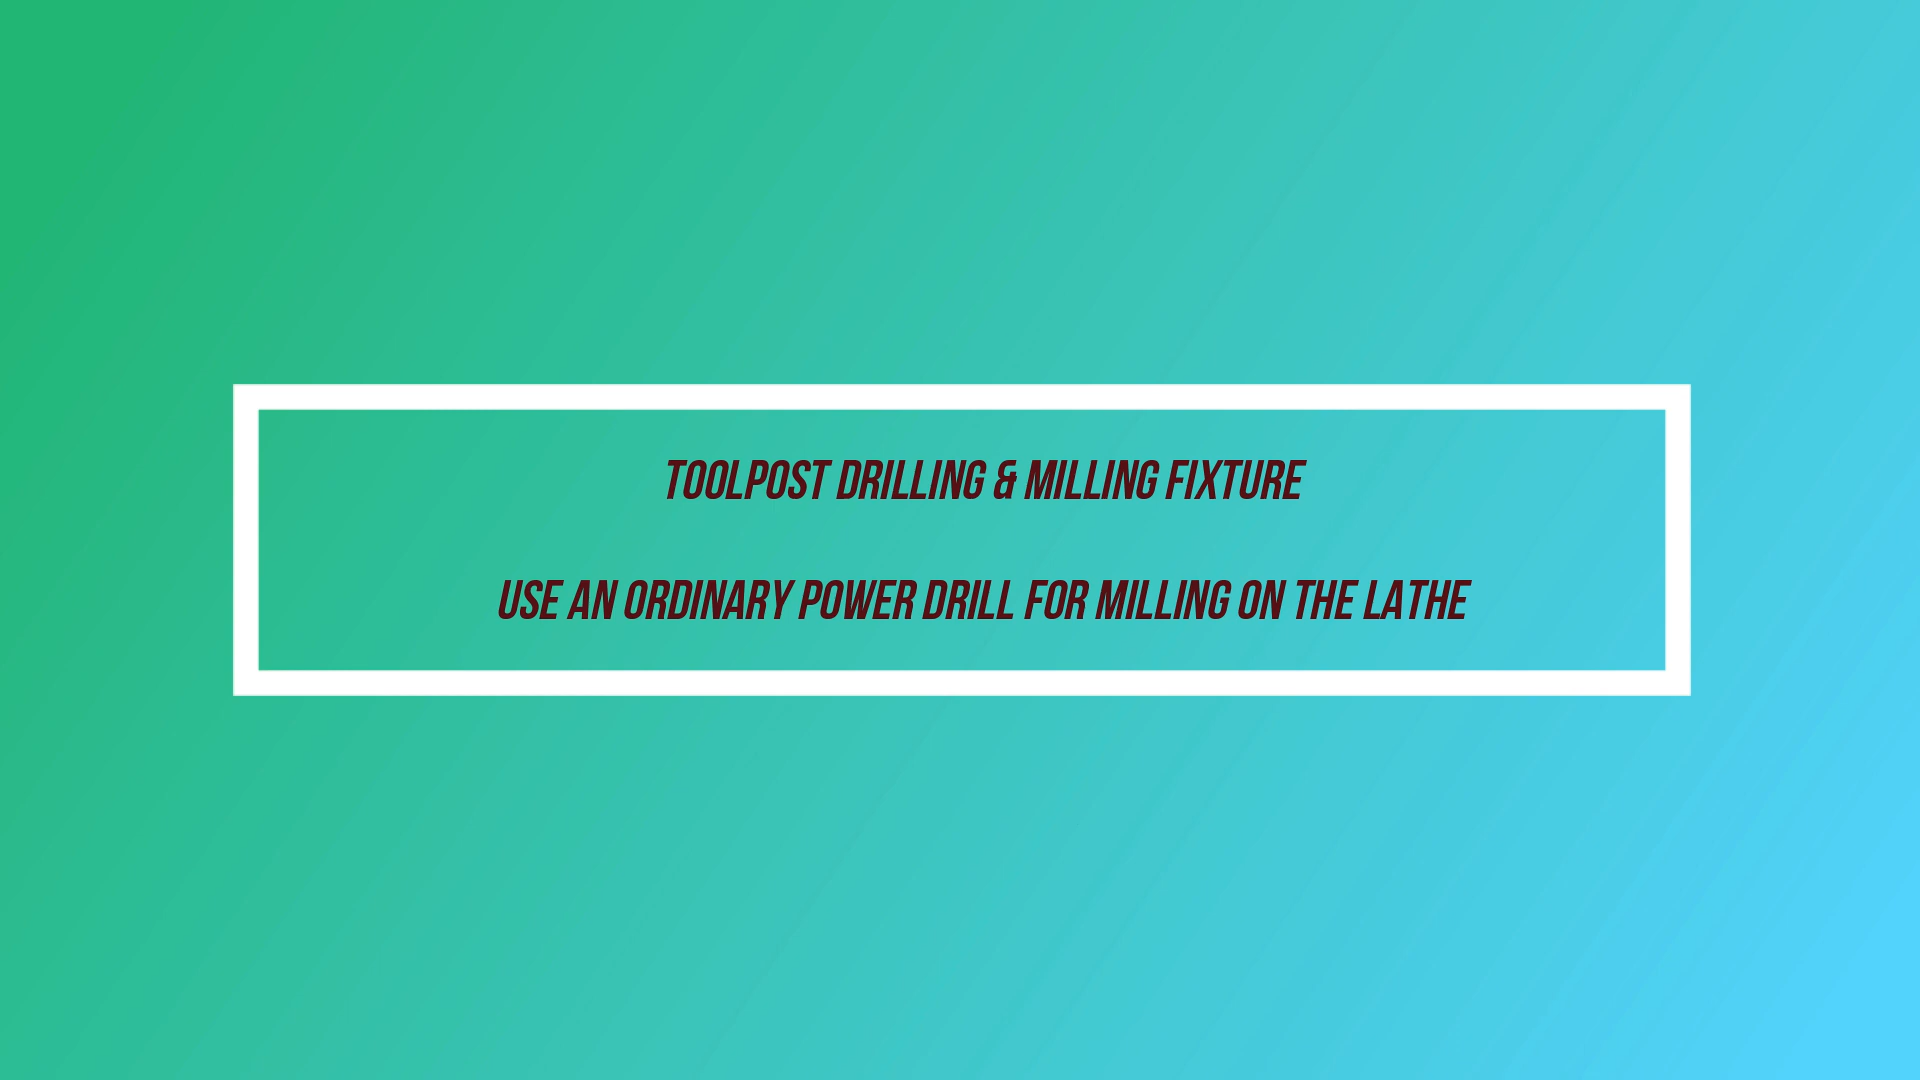 TOOLPOST DRILLING & MILLING FIXTURE
USE AN ORDINARY POWER DRILL FOR MILLING ON THE LATHE